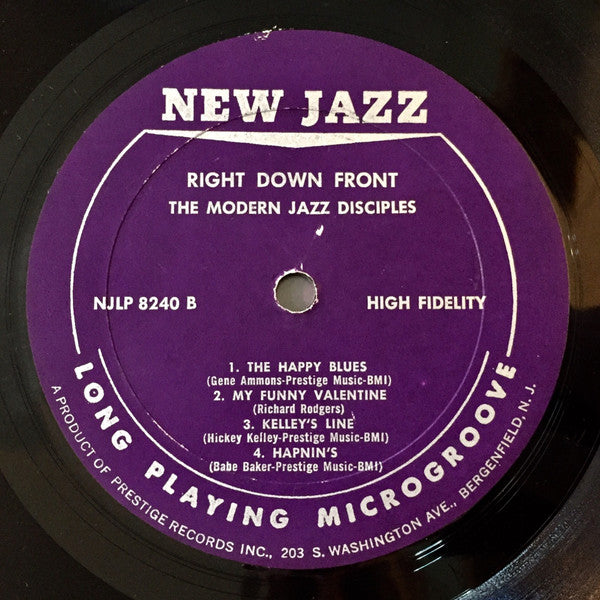 NEW JAZZ
RIGHT DOWN FRONT
THE MODERN JAZZ DISCIPLES
NJLP 8240 B
HIGH FIDELITY
1. THE HAPPY BLUES
(Gene Ammons-Prestige Music-BMI)
2. MY FUNNY VALENTINE
(Richard Rodgers)
3. KELLEY'S LINE
(Hickey Kelley-Prestige Music-BMI)
4. HAPNIN'S
(Babe Baker-Prestige Music-BMI)
LONG PLAYING MICROGROOVE
A PRODUCT OF PRESTIGE RECORDS INC., 203 S. WASHINGTON AVE., BERGENFIELD, N. J.